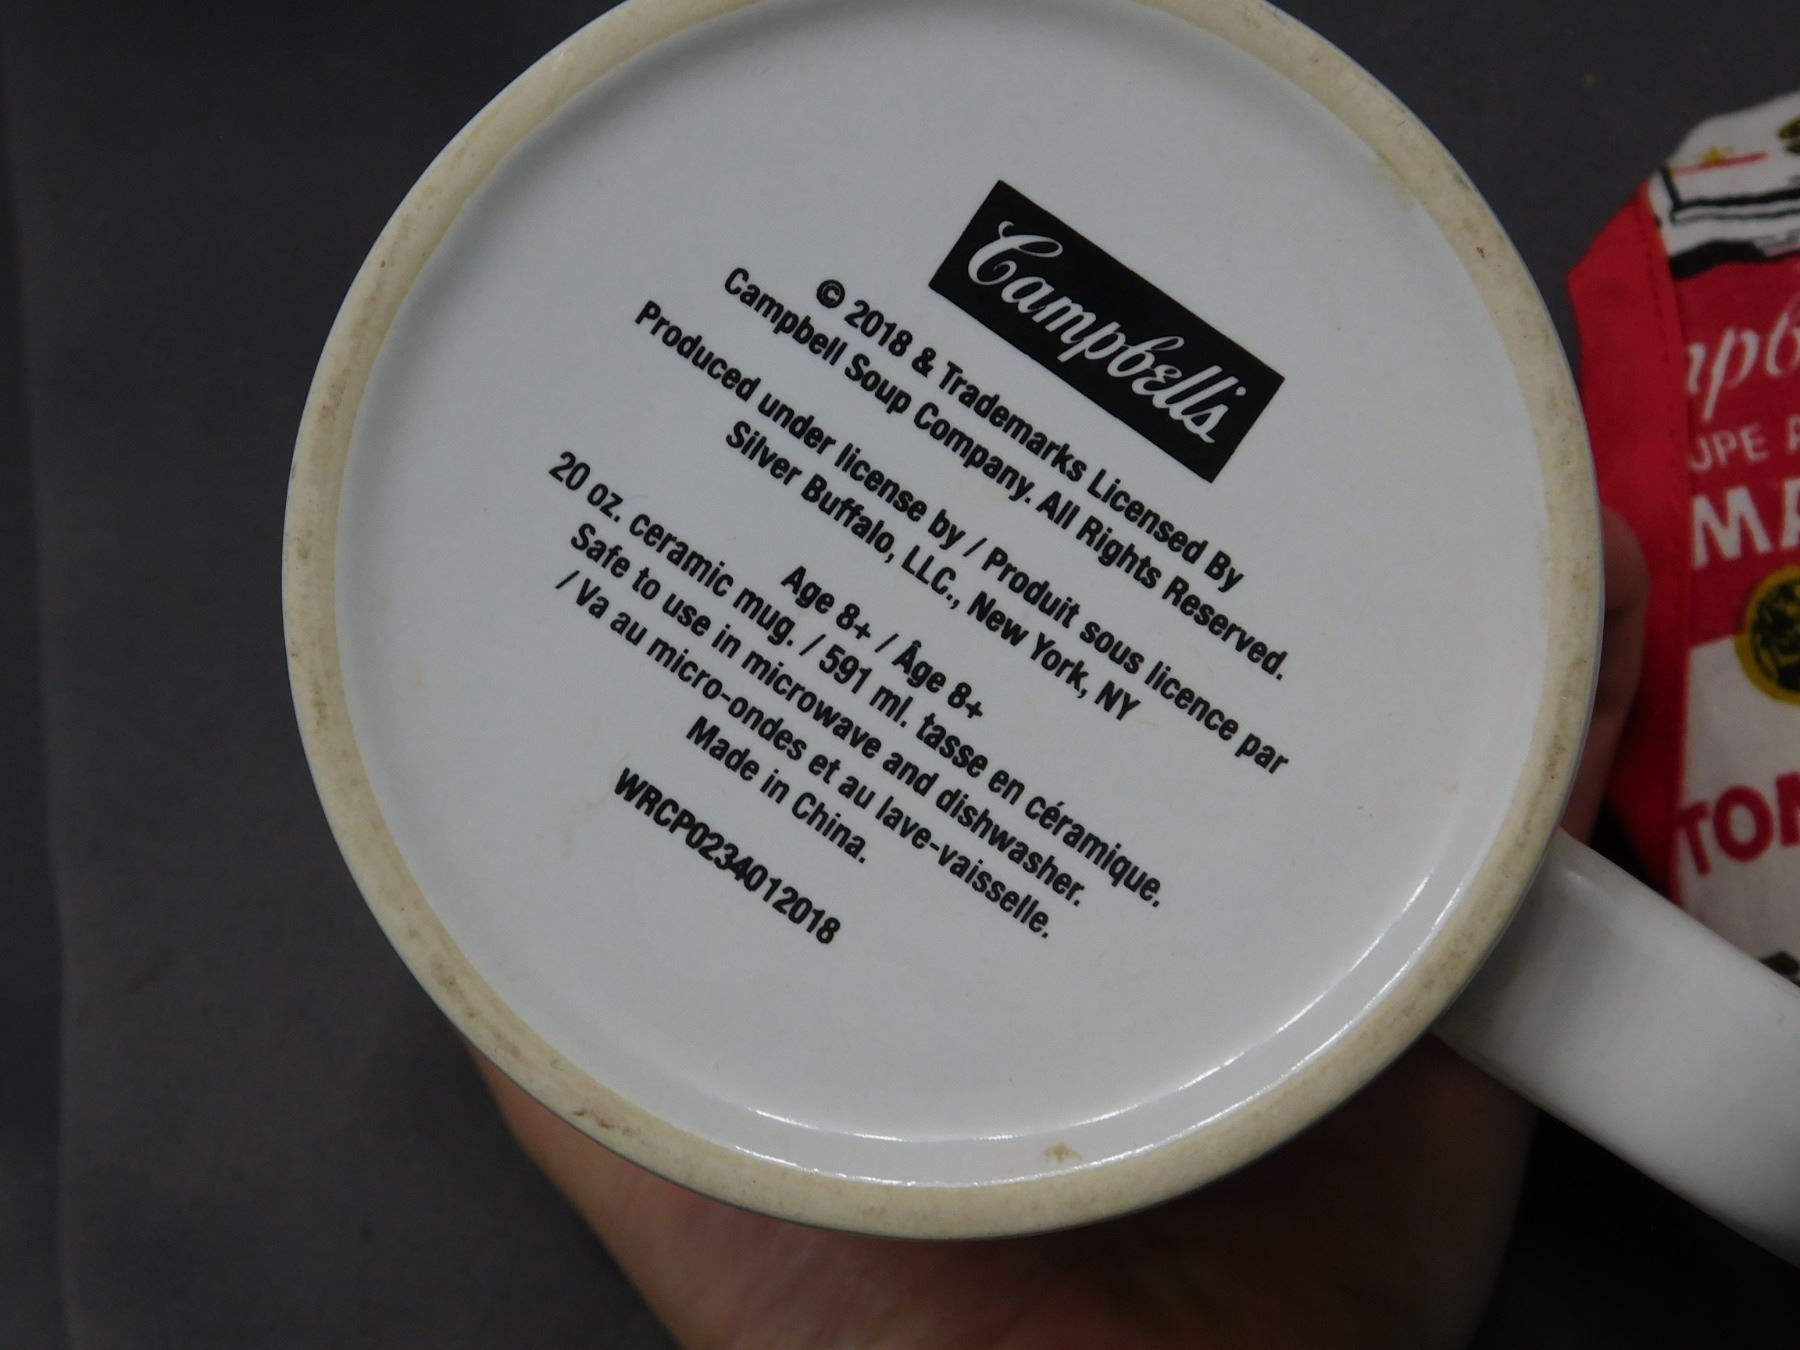 Campbell's
© 2018 & Trademarks Licensed By
Campbell Soup Company. All Rights Reserved.
Produced under license by / Produit sous licence par
Silver Buffalo, LLC., New York, NY
Age 8+ / Âge 8+
20 oz. ceramic mug. / 591 ml. tasse en céramique.
Safe to use in microwave and dishwasher.
/ Va au micro-ondes et au lave-vaisselle.
Made in China.
WRCP0234012018